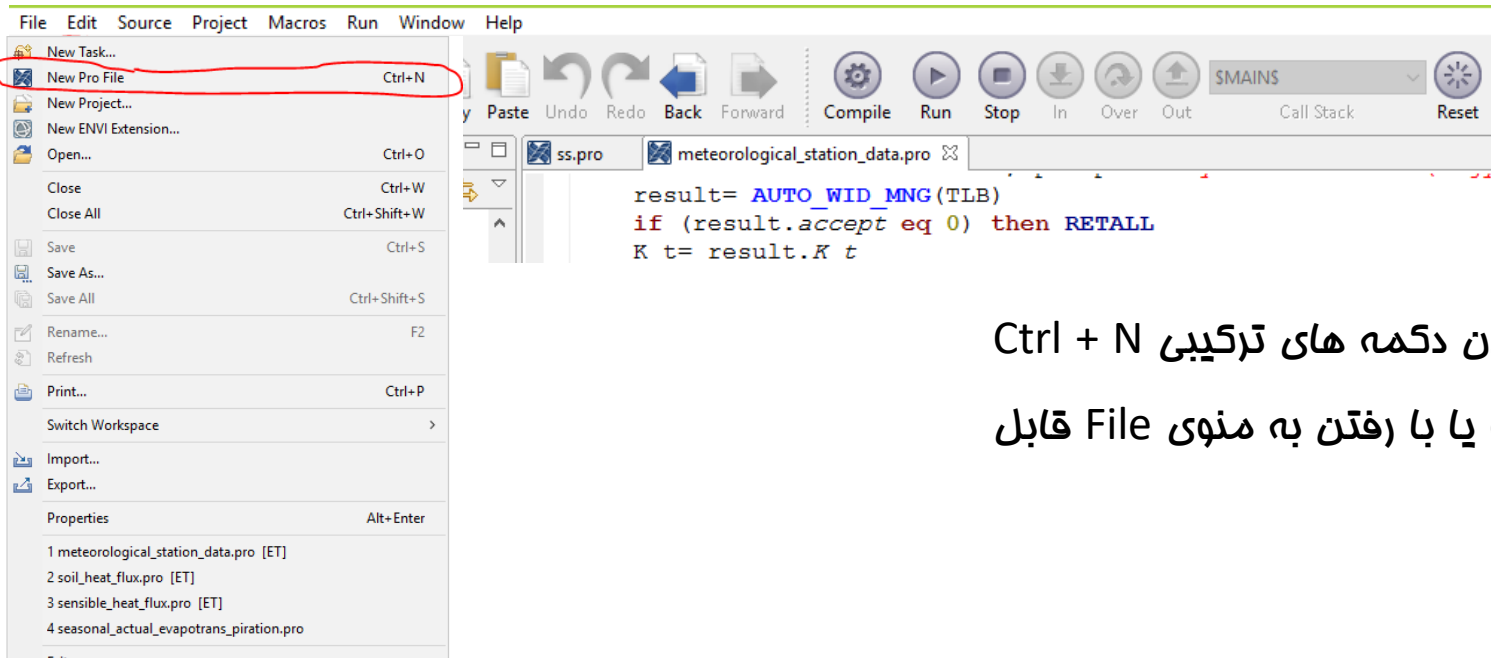 File Edit Source Project Macros Run Window Help
New Task...
New Pro File Ctrl+N
New Project...
New ENVI Extension...
Open... Ctrl+O
Close Ctrl+W
Close All Ctrl+Shift+W
Save Ctrl+S
Save As...
Save All Ctrl+Shift+S
Rename... F2
Refresh
Print... Ctrl+P
Switch Workspace
Import...
Export...
Properties Alt+Enter
1 meteorological_station_data.pro [ET]
2 soil_heat_flux.pro [ET]
3 sensible_heat_flux.pro [ET]
4 seasonal_actual_evapotrans_piration.pro
$MAIN$
Paste Undo Redo Back Forward Compile Run Stop In Over Out Call Stack Reset
ss.pro meteorological_station_data.pro
result= AUTO_WID_MNG(TLB)
if (result.accept eq 0) then RETALL
K_t= result.K_t
ن دکمه های ترکیبی Ctrl + N
یا با رفتن به منوی File قابل